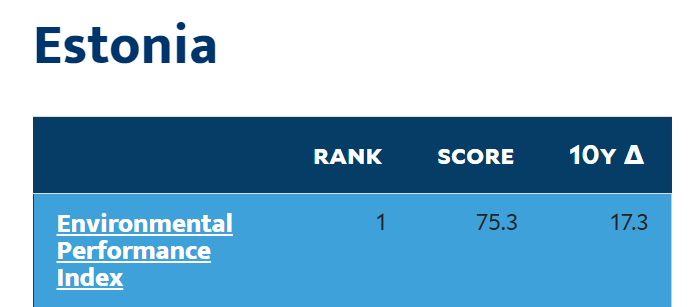 Estonia
RANK SCORE 10Y Δ
Environmental 1 75.3 17.3
Performance
Index